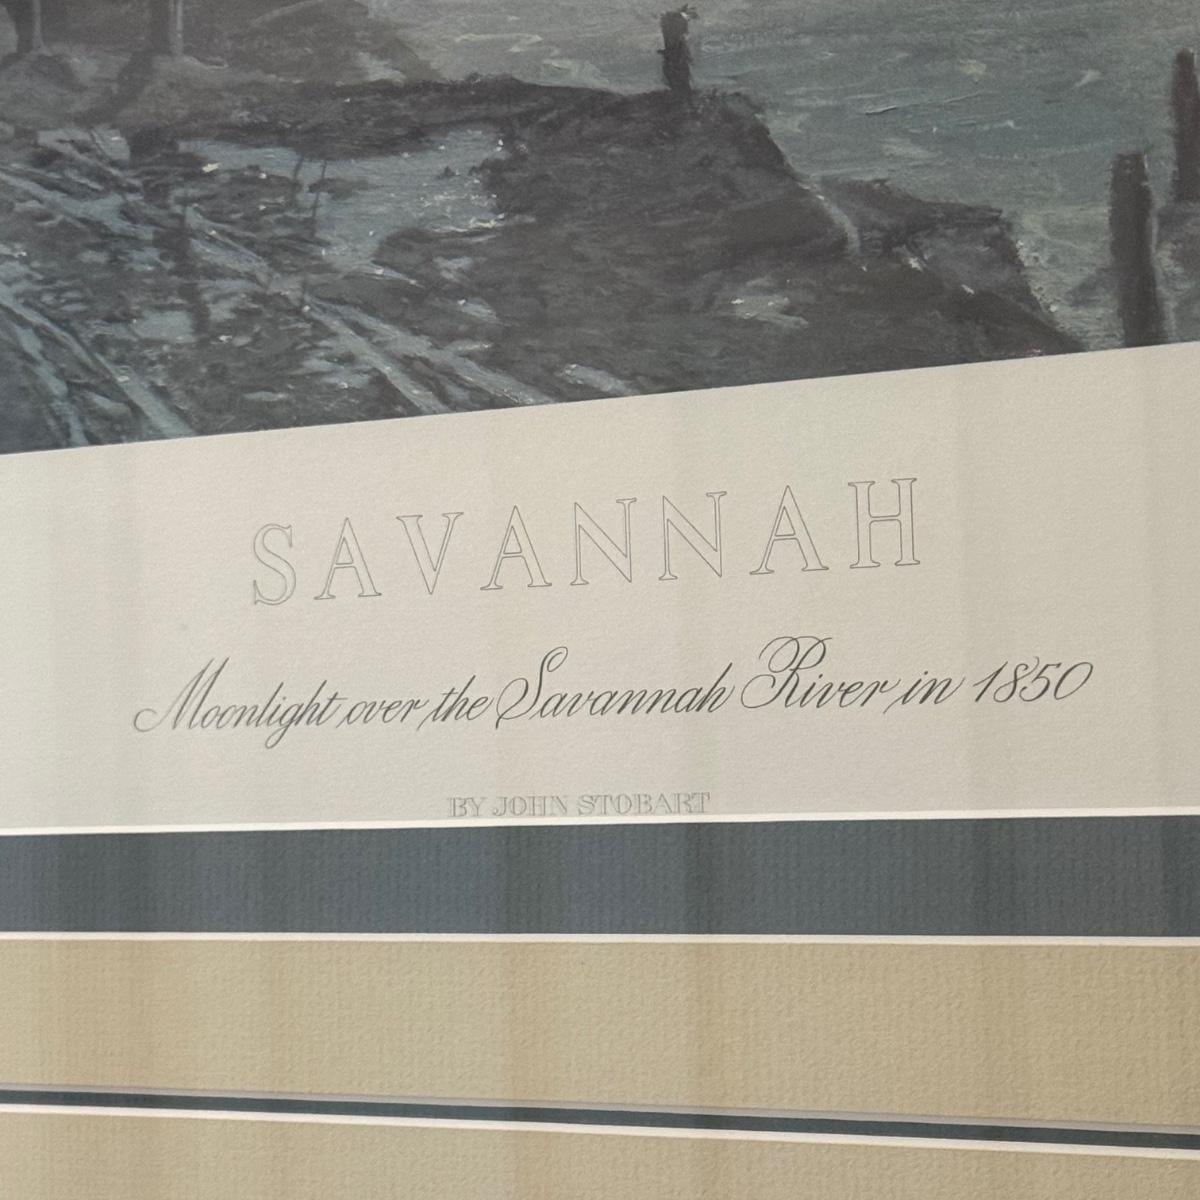 SAVANNAH
Moonlight over the Savannah River in 1850
BY JOHN STOBART